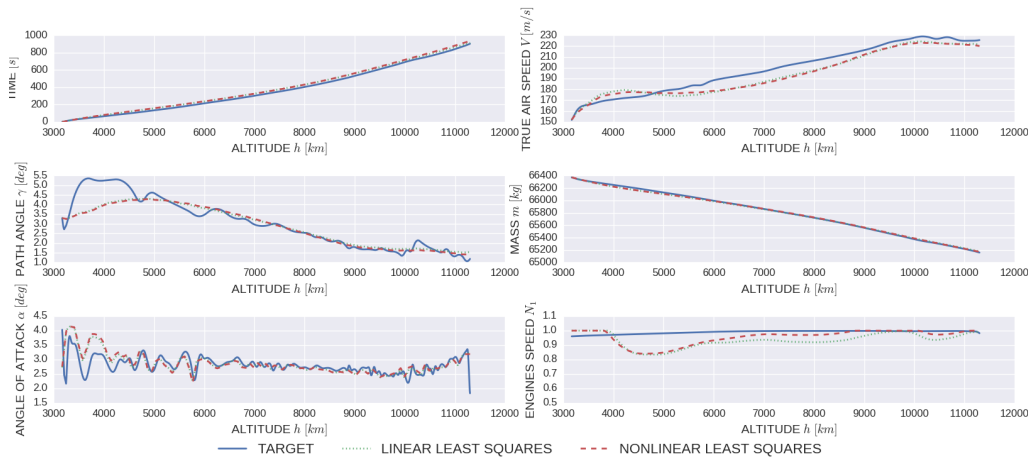 TIME [s]
1000
800
600
400
200
0
3000 4000 5000 6000 7000 8000 9000 10000 11000 12000
ALTITUDE h [km]
TRUE AIR SPEED V [m/s]
230
220
210
200
190
180
170
160
150
3000 4000 5000 6000 7000 8000 9000 10000 11000 12000
ALTITUDE h [km]
PATH ANGLE γ [deg]
5.5
5.0
4.5
4.0
3.5
3.0
2.5
2.0
1.5
1.0
3000 4000 5000 6000 7000 8000 9000 10000 11000 12000
ALTITUDE h [km]
MASS m [kg]
66400
66200
66000
65800
65600
65400
65200
65000
3000 4000 5000 6000 7000 8000 9000 10000 11000 12000
ALTITUDE h [km]
ANGLE OF ATTACK α [deg]
4.5
4.0
3.5
3.0
2.5
2.0
1.5
3000 4000 5000 6000 7000 8000 9000 10000 11000 12000
ALTITUDE h [km]
ENGINES SPEED N₁
1.1
1.0
0.9
0.8
0.7
0.6
0.5
3000 4000 5000 6000 7000 8000 9000 10000 11000 12000
ALTITUDE h [km]
TARGET LINEAR LEAST SQUARES NONLINEAR LEAST SQUARES